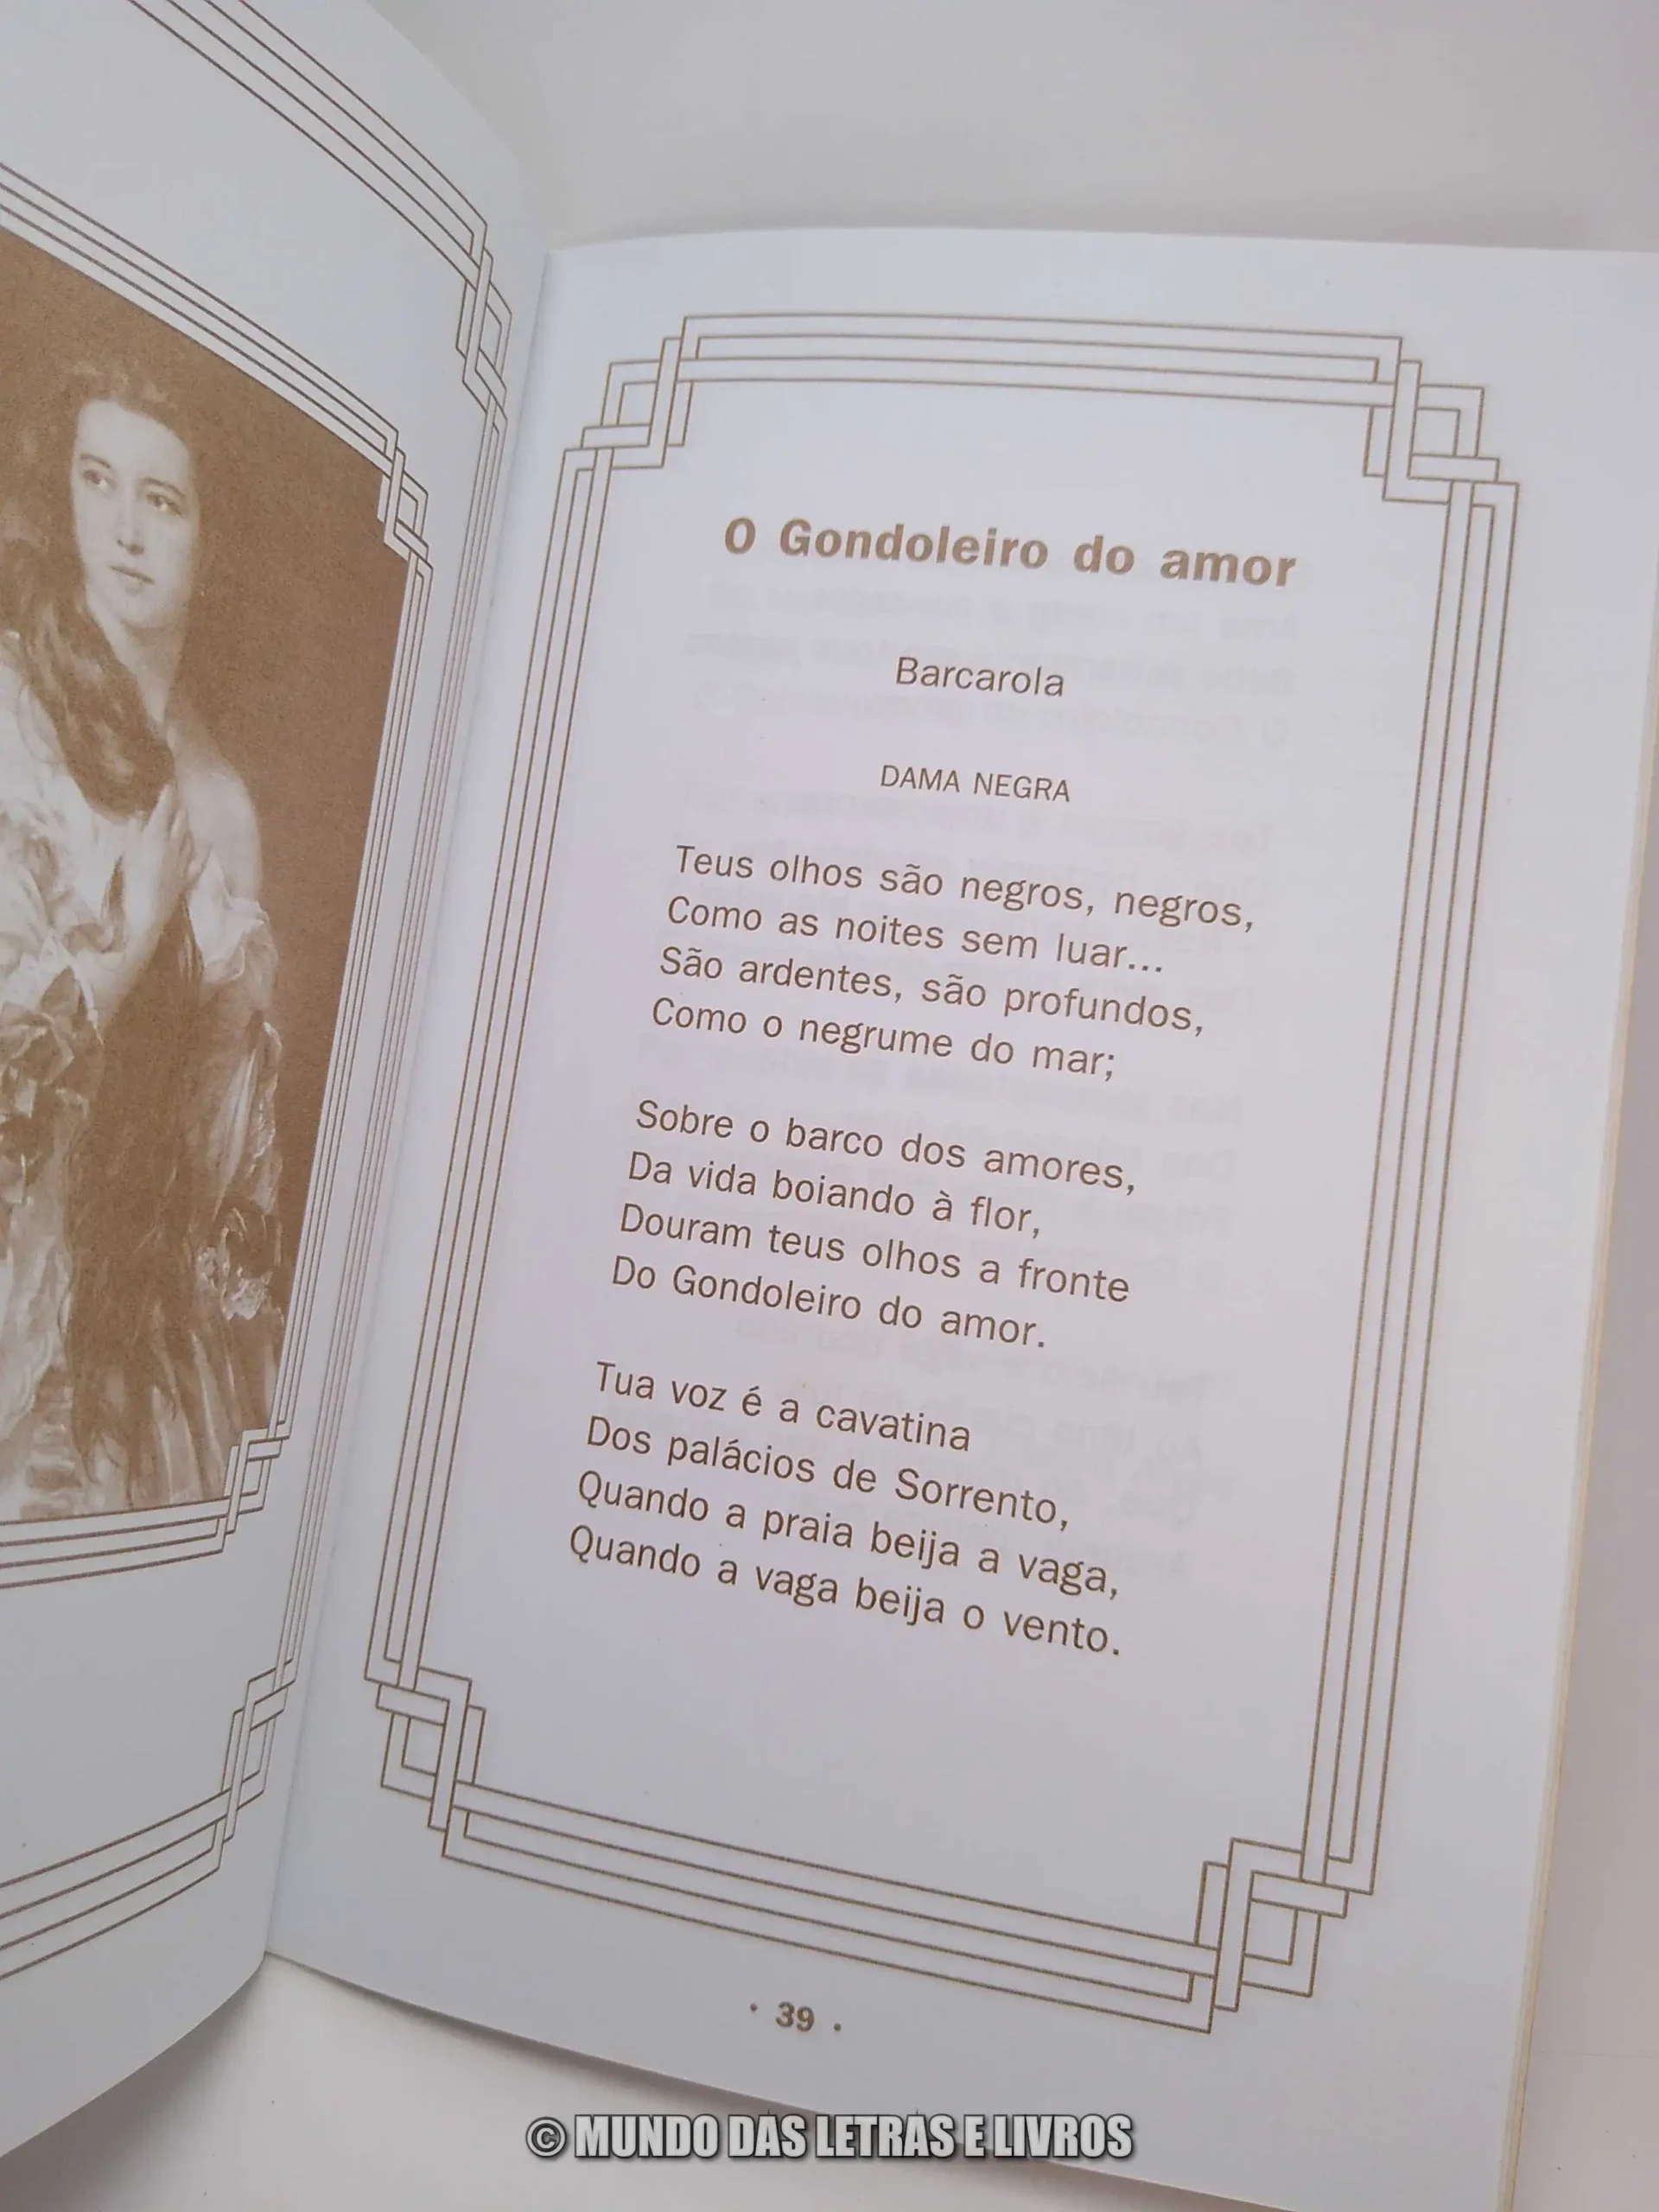 O Gondoleiro do amor
Barcarola
DAMA NEGRA
Teus olhos são negros, negros,
Como as noites sem luar...
São ardentes, são profundos,
Como o negrume do mar;
Sobre o barco dos amores,
Da vida boiando à flor,
Douram teus olhos a fronte
Do Gondoleiro do amor.
Tua voz é a cavatina
Dos palácios de Sorrento,
Quando a praia beija a vaga,
Quando a vaga beija o vento.
· 39 ·
© MUNDO DAS LETRAS E LIVROS